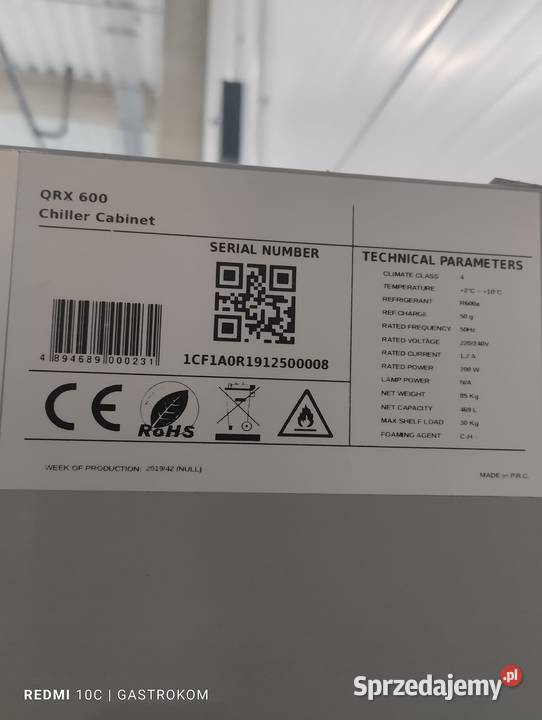 QRX 600
Chiller Cabinet
SERIAL NUMBER
4 894689 000231
1CF1A0R1912500008
CE
RoHS
WEEK OF PRODUCTION: 2019/42 (NULL)
TECHNICAL PARAMETERS
CLIMATE CLASS 4
TEMPERATURE +2°C ~ +10°C
REFRIGERANT R600a
REF.CHARGE 50 g
RATED FREQUENCY 50Hz
RATED VOLTAGE 220/240V
RATED CURRENT 1,2 A
RATED POWER 200 W
LAMP POWER N/A
NET WEIGHT 85 Kg
NET CAPACITY 469 L
MAX SHELF LOAD 30 Kg
FOAMING AGENT C-H
MADE in P.R.C.
REDMI 10C | GASTROKOM
Sprzedajemy.pl